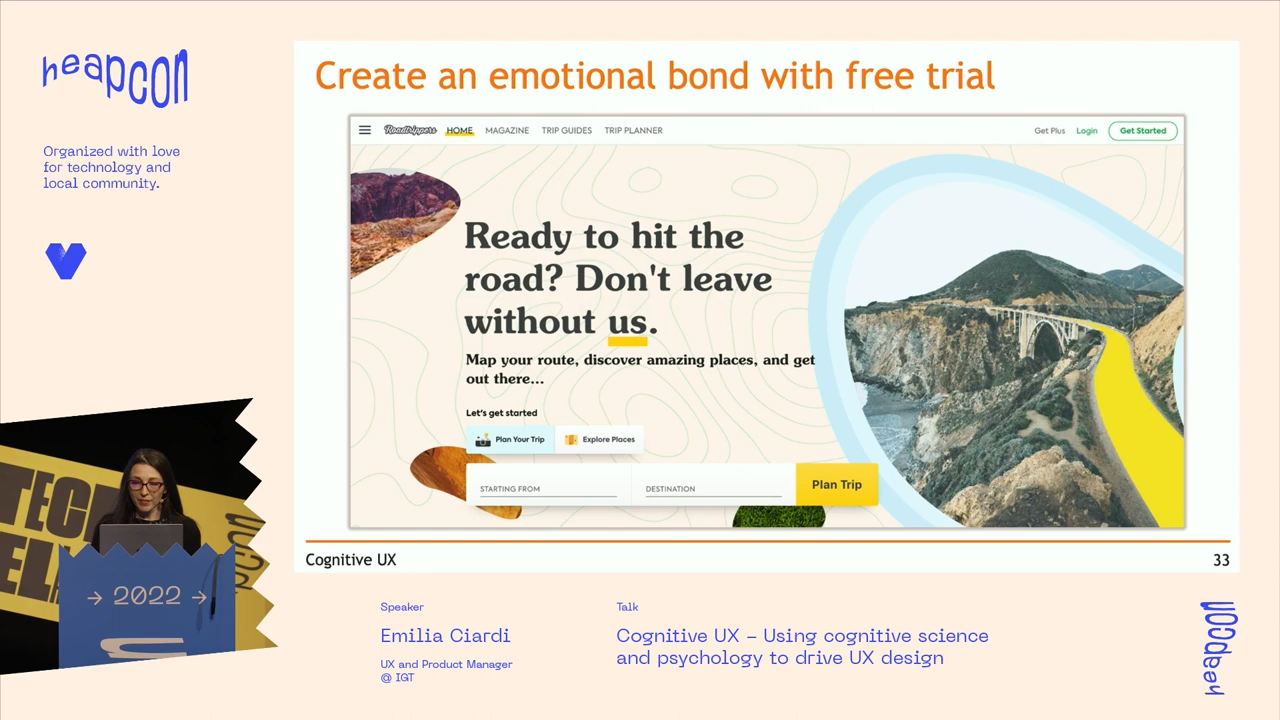 heapcon
Organized with love
for technology and
local community.
Create an emotional bond with free trial
Roadtrippers HOME MAGAZINE TRIP GUIDES TRIP PLANNER Get Plus Login Get Started
Ready to hit the
road? Don't leave
without us.
Map your route, discover amazing places, and get
out there...
Let's get started
Plan Your Trip Explore Places
STARTING FROM DESTINATION Plan Trip
Cognitive UX 33
→ 2022 →
Speaker
Emilia Ciardi
UX and Product Manager
@ IGT
Talk
Cognitive UX – Using cognitive science
and psychology to drive UX design
heapcon